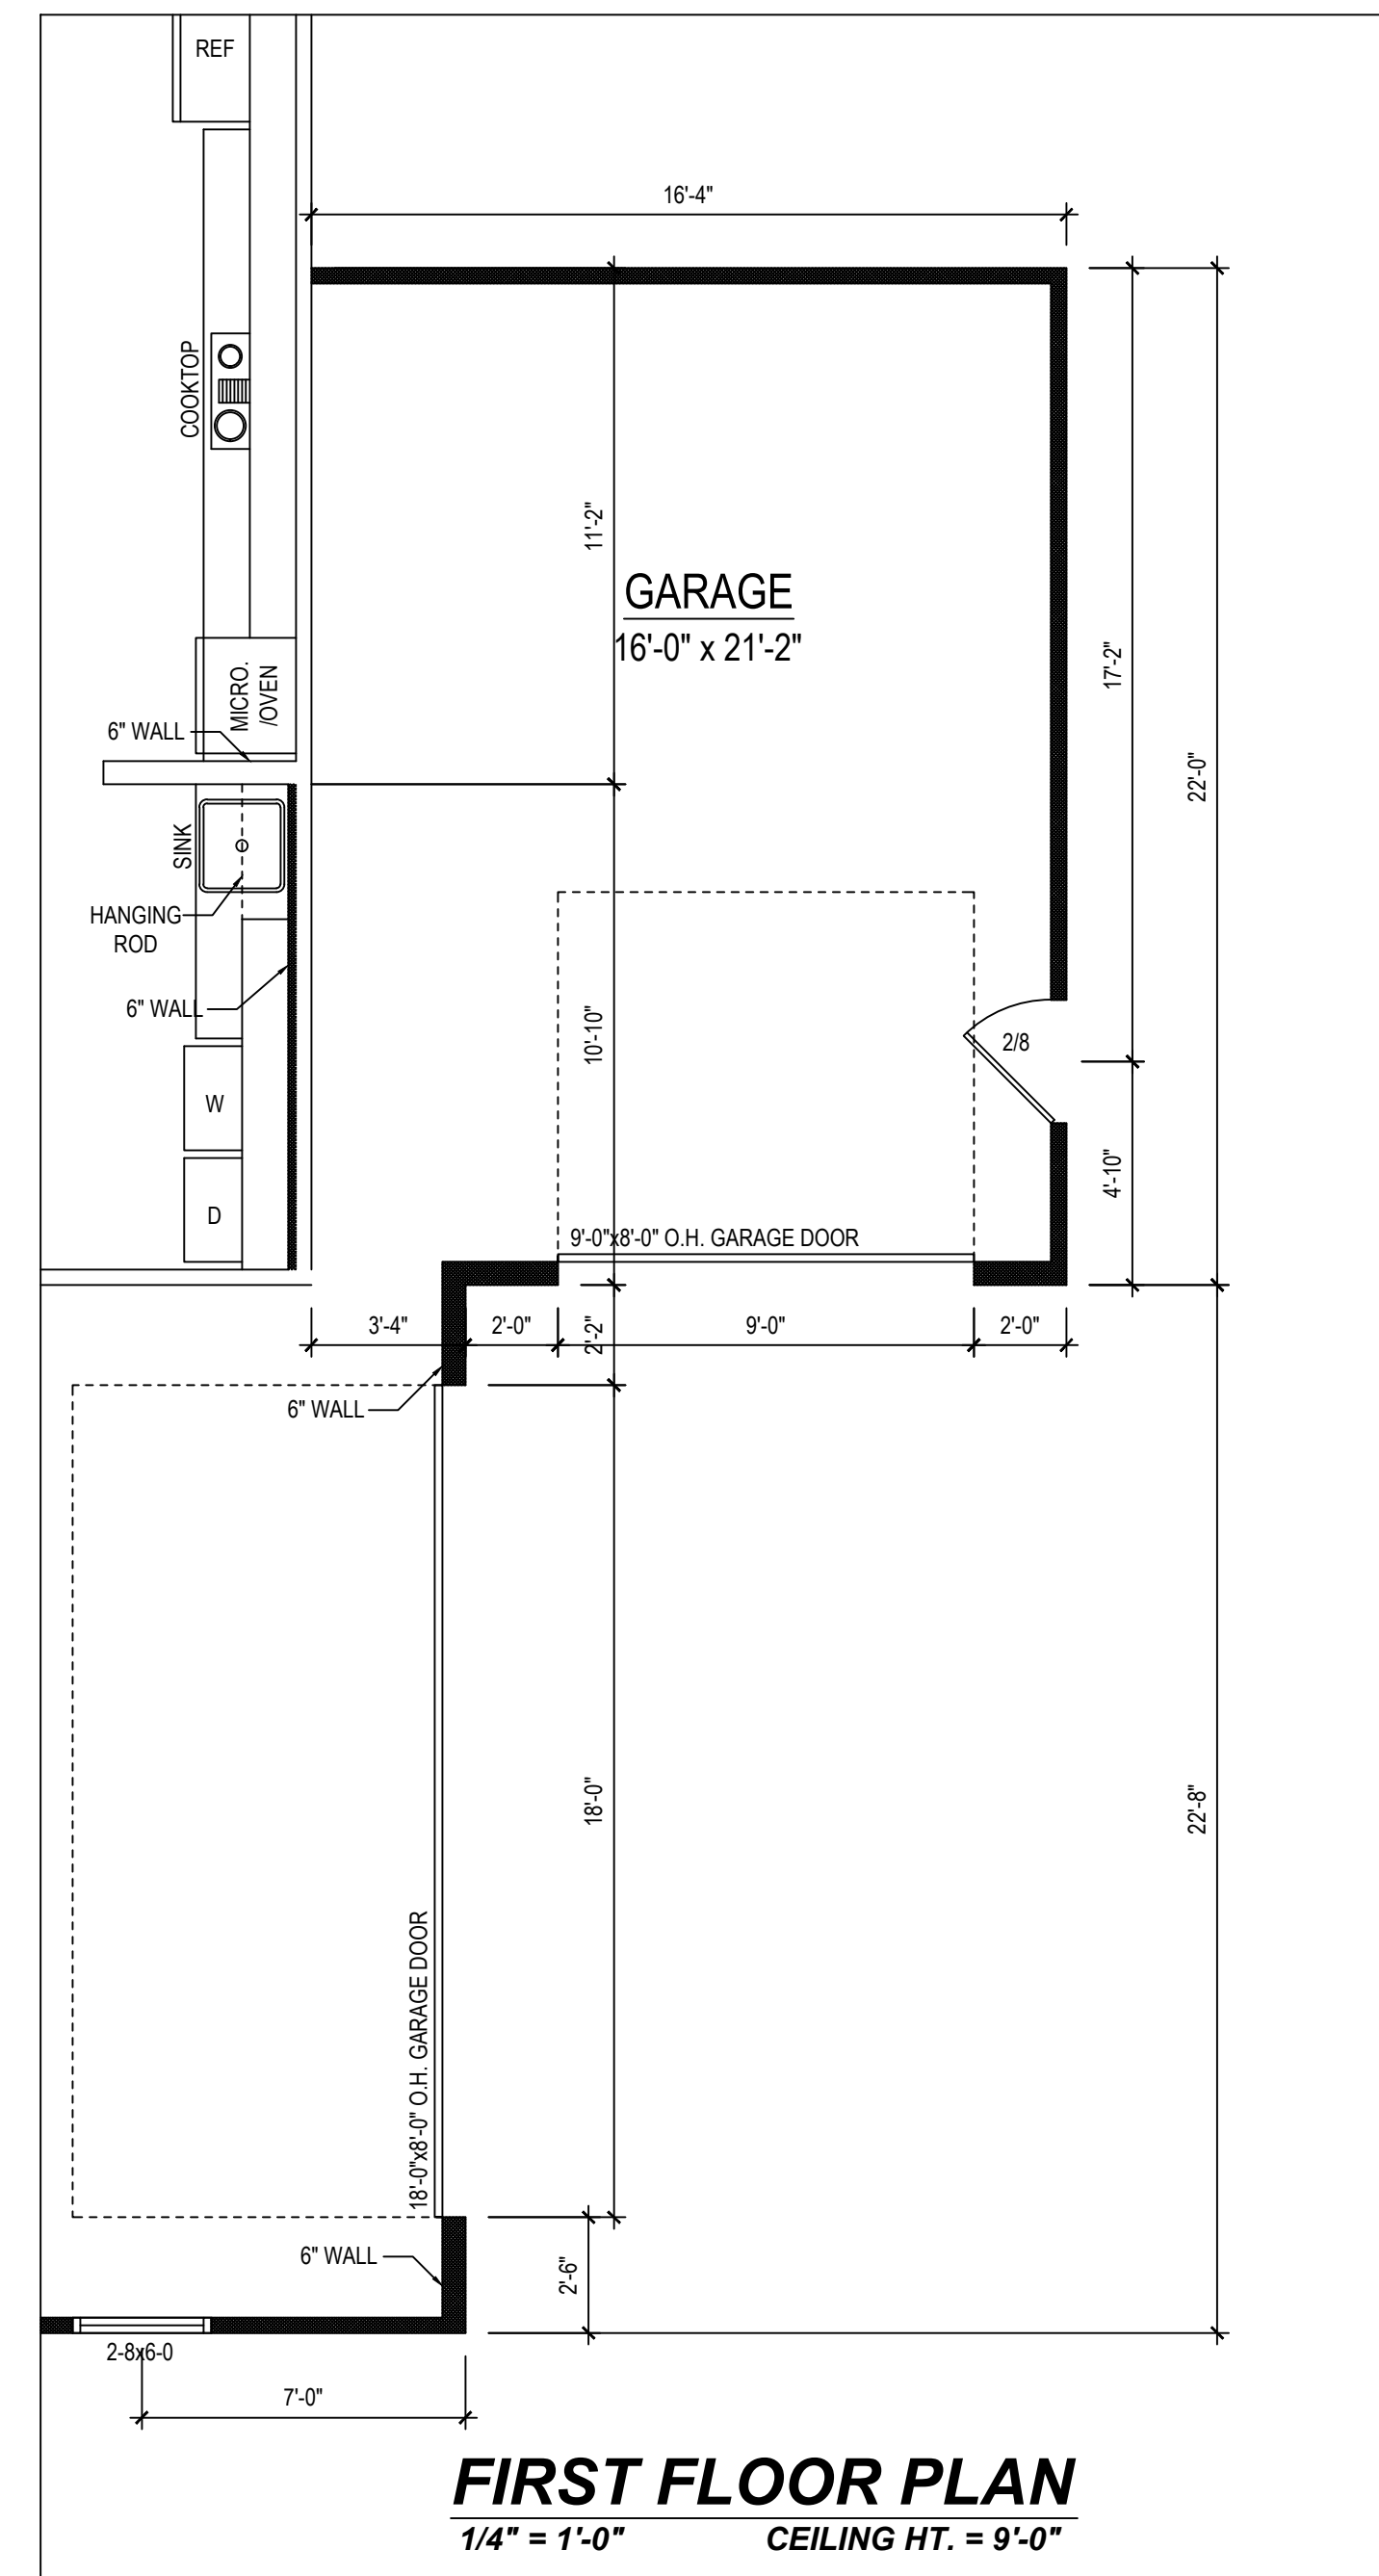 REF
16'-4"
COOKTOP
11'-2"
GARAGE
16'-0" x 21'-2"
17'-2"
22'-0"
MICRO.
/OVEN
6" WALL
SINK
HANGING
ROD
6" WALL
10'-10"
2/8
W
4'-10"
D
9'-0"x8'-0" O.H. GARAGE DOOR
3'-4"
2'-0"
2'-2"
9'-0"
2'-0"
6" WALL
18'-0"
22'-8"
18'-0"x8'-0" O.H. GARAGE DOOR
6" WALL
2'-6"
2-8x6-0
7'-0"
FIRST FLOOR PLAN
1/4" = 1'-0" CEILING HT. = 9'-0"